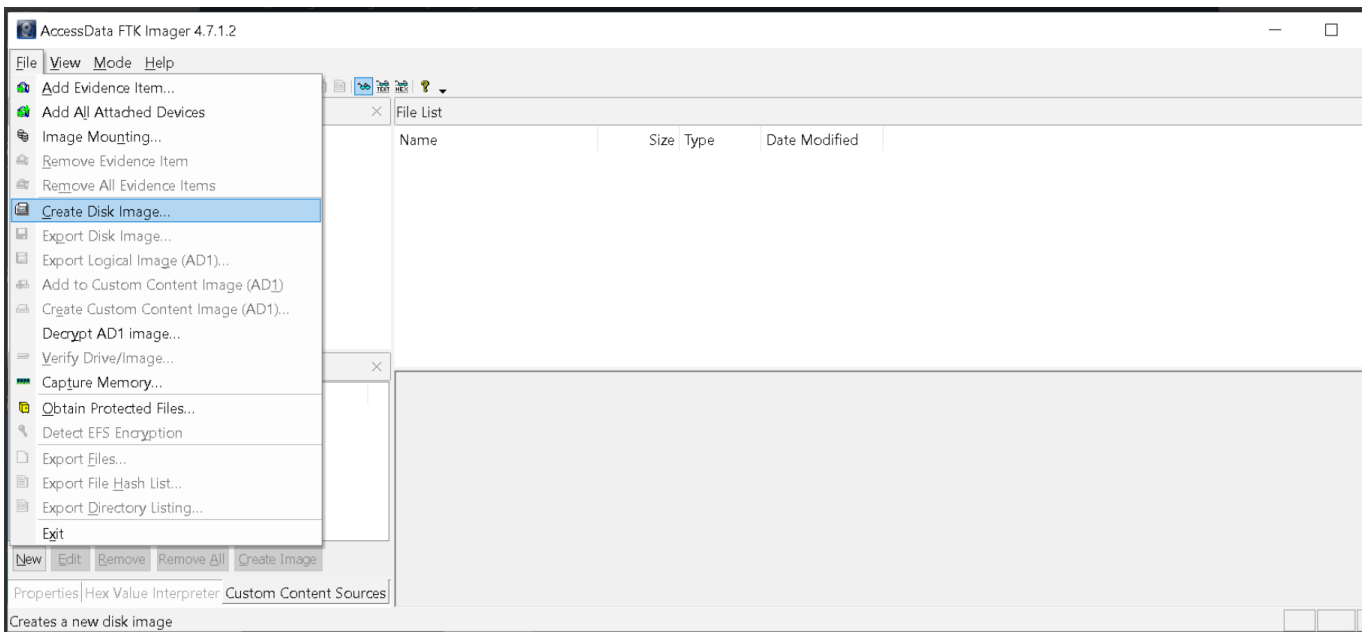 AccessData FTK Imager 4.7.1.2
File View Mode Help
Add Evidence Item...
Add All Attached Devices
Image Mounting...
Remove Evidence Item
Remove All Evidence Items
Create Disk Image...
Export Disk Image...
Export Logical Image (AD1)...
Add to Custom Content Image (AD1)
Create Custom Content Image (AD1)...
Decrypt AD1 image...
Verify Drive/Image...
Capture Memory...
Obtain Protected Files...
Detect EFS Encryption
Export Files...
Export File Hash List...
Export Directory Listing...
Exit
TEXT HEX ?
File List
Name Size Type Date Modified
New Edit Remove Remove All Create Image
Properties Hex Value Interpreter Custom Content Sources
Creates a new disk image